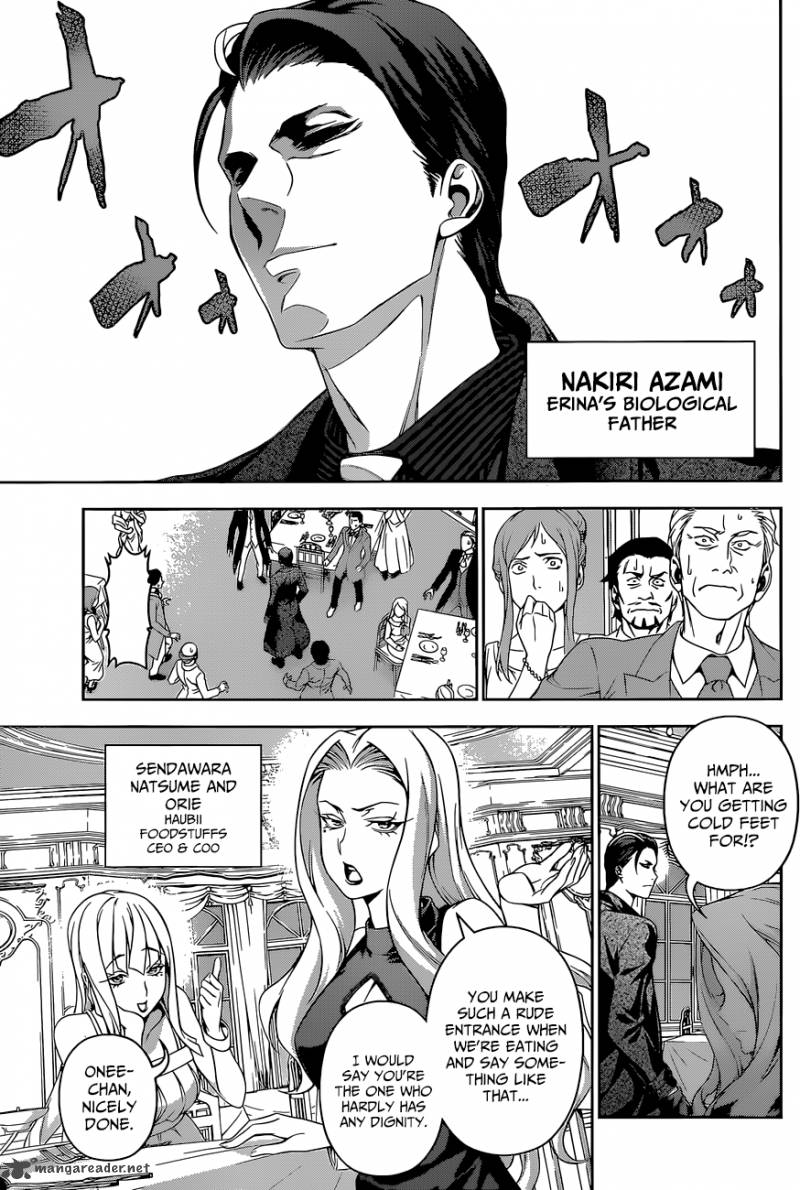 NAKIRI AZAMI
ERINA'S BIOLOGICAL
FATHER
HMPH...
WHAT ARE
YOU GETTING
COLD FEET
FOR!?
SENDAWARA
NATSUME AND
ORIE
HAUBII
FOODSTUFFS
CEO & COO
YOU MAKE
SUCH A RUDE
ENTRANCE WHEN
WE'RE EATING
AND SAY SOME-
THING LIKE
THAT...
I WOULD
SAY YOU'RE
THE ONE WHO
HARDLY HAS
ANY DIGNITY.
ONEE-
CHAN,
NICELY
DONE.
mangareader.net